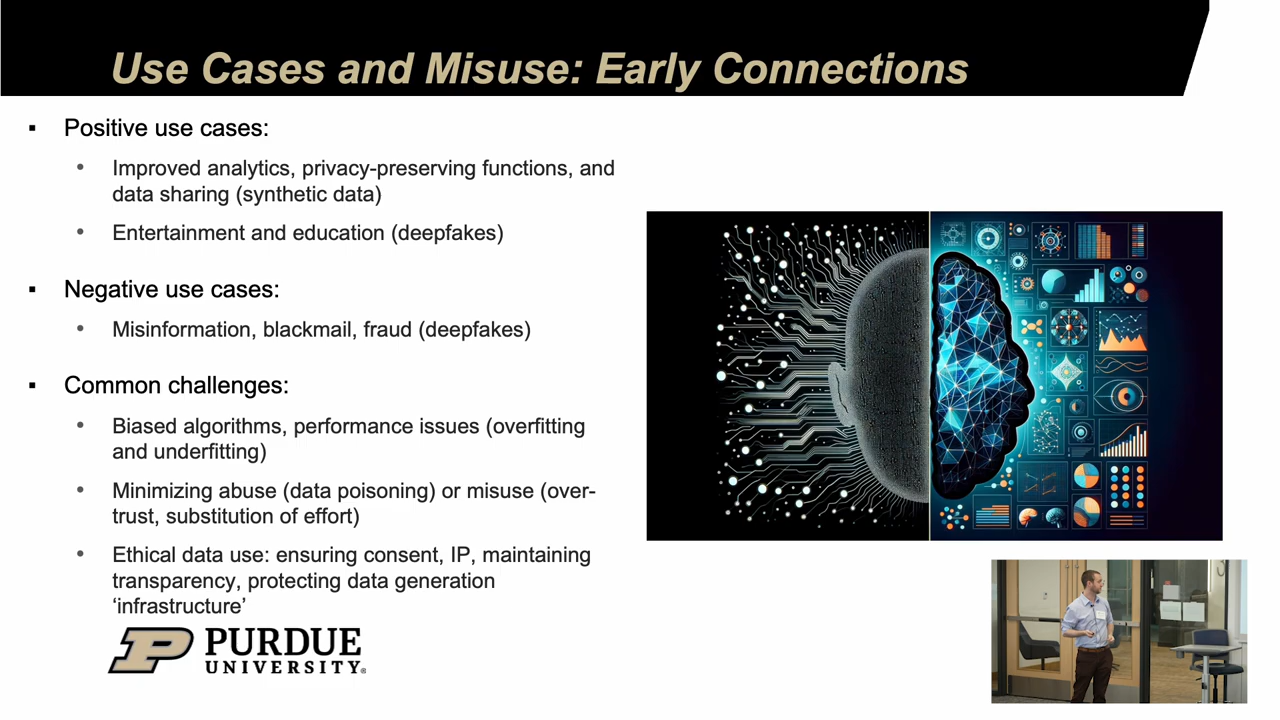 Use Cases and Misuse: Early Connections
▪ Positive use cases:
• Improved analytics, privacy-preserving functions, and
data sharing (synthetic data)
• Entertainment and education (deepfakes)
▪ Negative use cases:
• Misinformation, blackmail, fraud (deepfakes)
▪ Common challenges:
• Biased algorithms, performance issues (overfitting
and underfitting)
• Minimizing abuse (data poisoning) or misuse (over-
trust, substitution of effort)
• Ethical data use: ensuring consent, IP, maintaining
transparency, protecting data generation
‘infrastructure’
P PURDUE
UNIVERSITY®